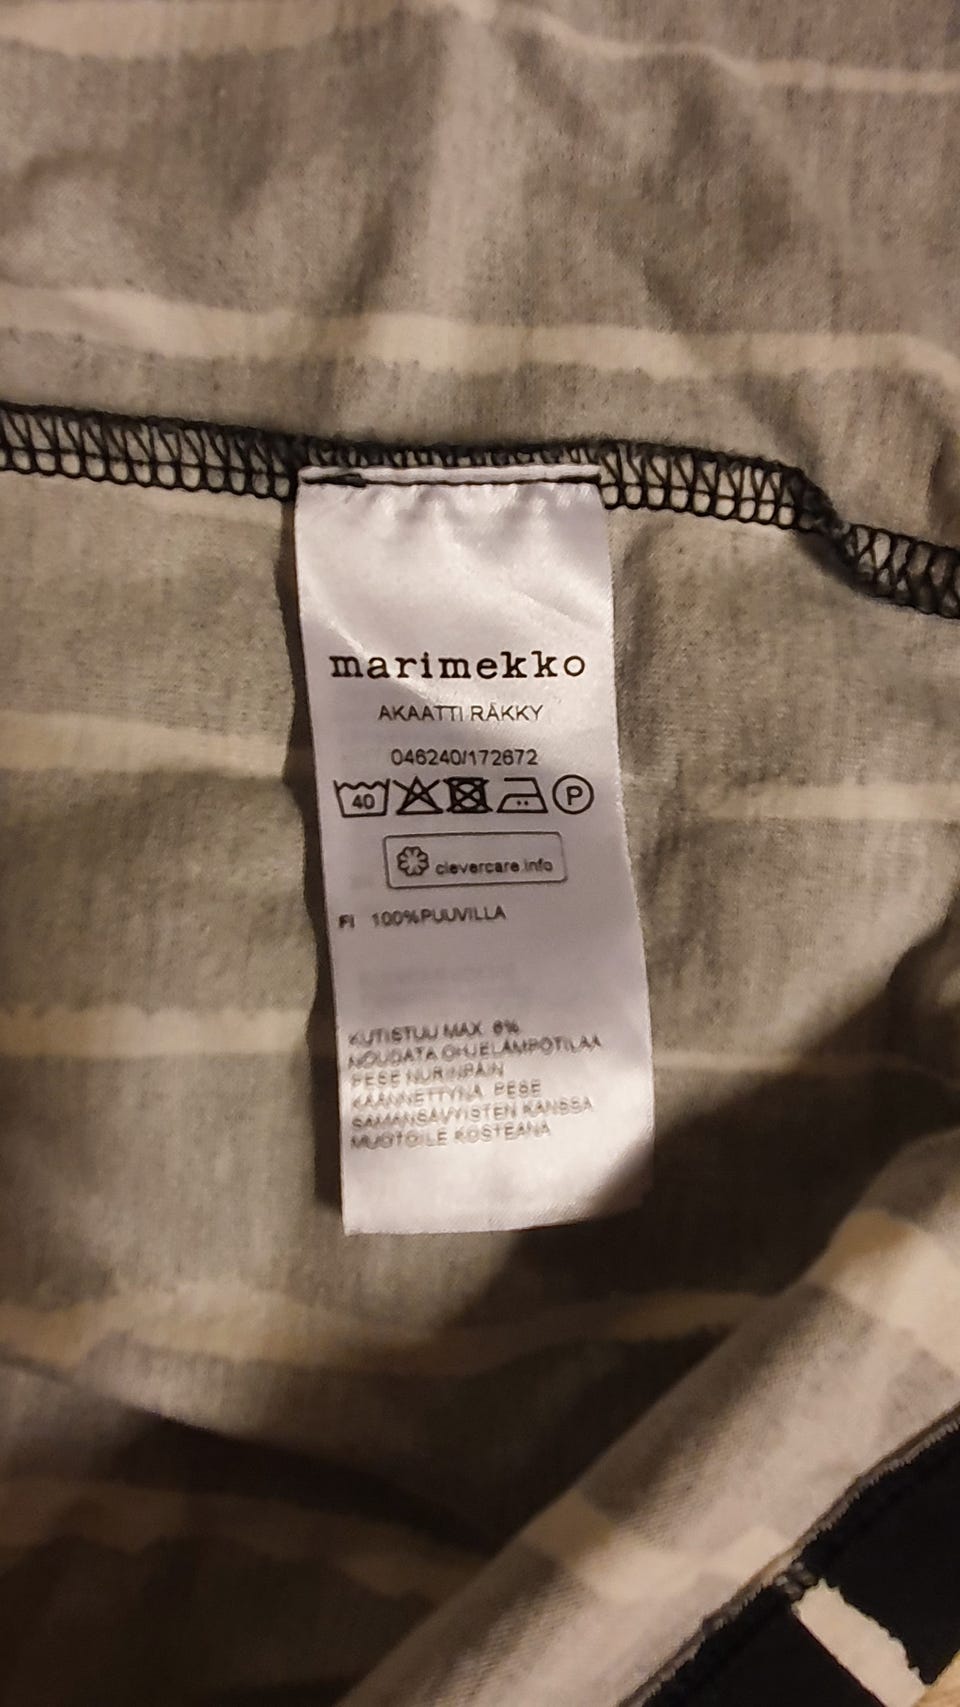 marimekko
AKAATTI RÄKKY
046240/172672
40 P
clevercare.info
FI 100%PUUVILLA
KUTISTUU MAX 6%
NOUDATA OHJELÄMPÖTILAA
PESE NURINPÄIN
KÄÄNNETTYNÄ PESE
SAMANSÄVYISTEN KANSSA
MUOTOILE KOSTEANA